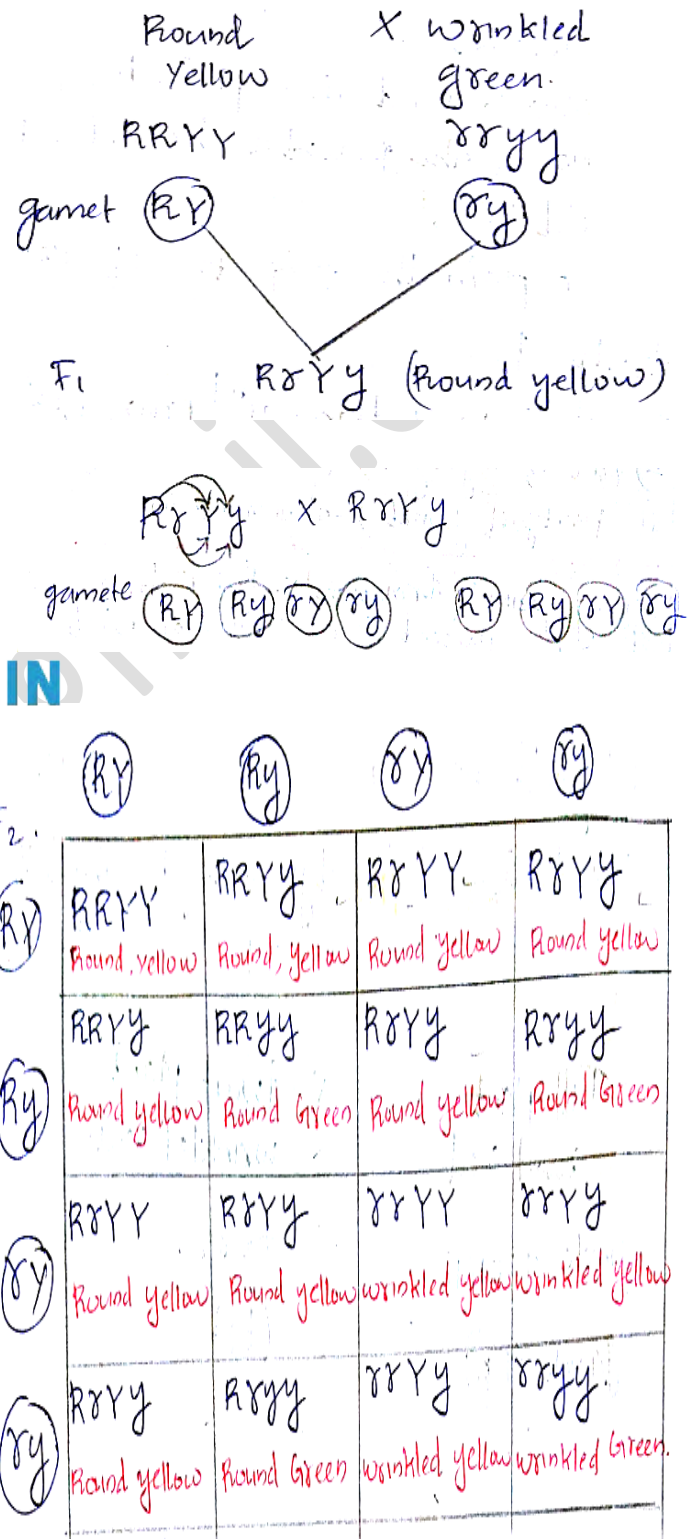 Round X wrinkled
Yellow green.
RRYY rryy
gamet RY ry
F1 RrYy (Round yellow)
RrYy X RrYy
gamete RY Ry rY ry RY Ry rY ry
IN
RY Ry rY ry
2.
RY RRYY RRYy RrYY RrYy
Round, yellow Round, yellow Round yellow Round yellow
Ry RRYy RRyy RrYy Rryy
Round yellow Round Green Round yellow Round Green
rY RrYY RrYy rrYY rrYy
Round yellow Round yellow wrinkled yellow wrinkled yellow
ry RrYy Rryy rrYy rryy.
Round yellow Round Green wrinkled yellow wrinkled Green.